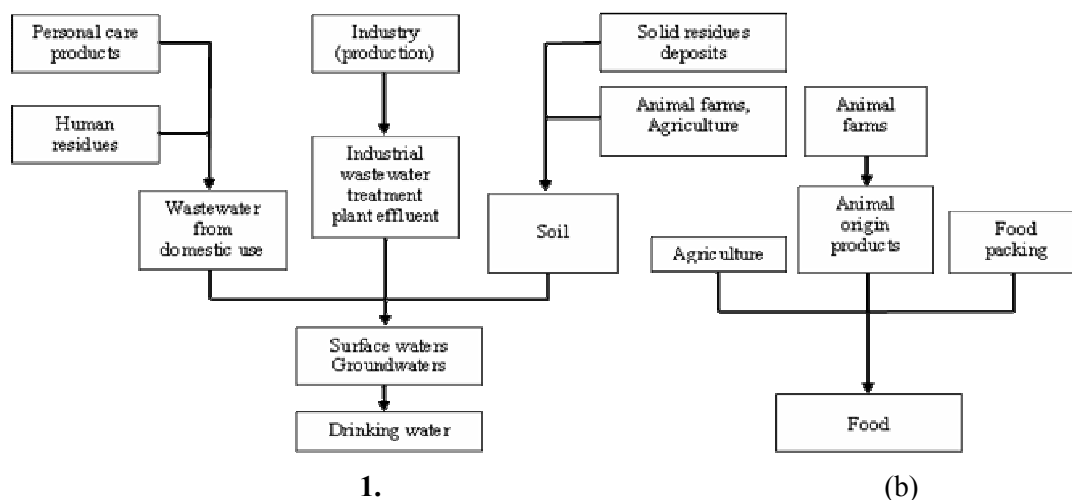 Personal care
products
Industry
(production)
Solid residues
deposits
Human
residues
Animal farms,
Agriculture
Animal
farms
Industrial
wastewater
treatment
plant effluent
Wastewater
from
domestic use
Soil
Animal
origin
products
Agriculture
Food
packing
Surface waters
Groundwaters
Drinking water
Food
1.
(b)